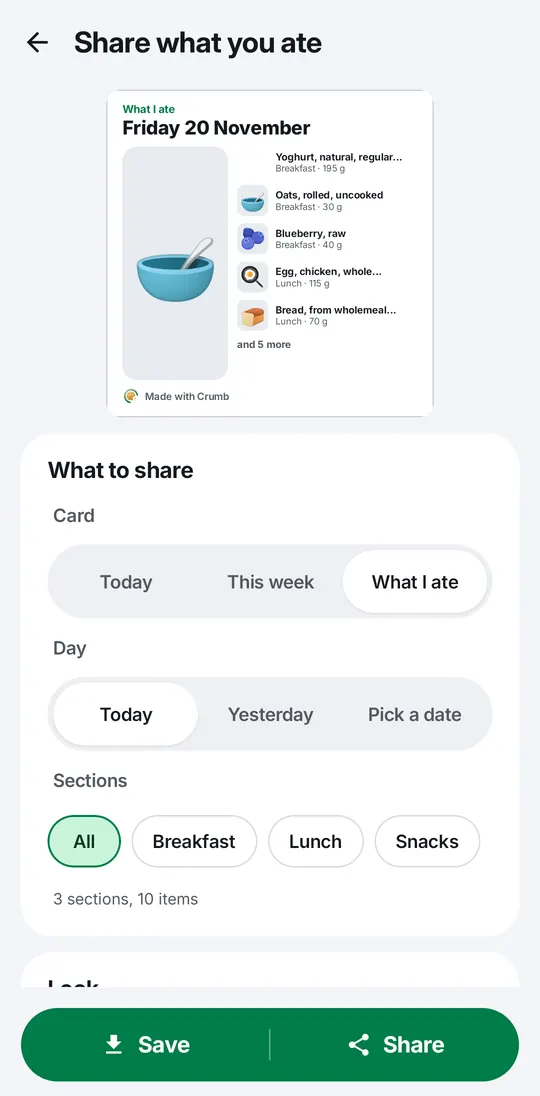 Share what you ate
What I ate
Friday 20 November
Yoghurt, natural, regular...
Breakfast · 195 g
Oats, rolled, uncooked
Breakfast · 30 g
Blueberry, raw
Breakfast · 40 g
Egg, chicken, whole...
Lunch · 115 g
Bread, from wholemeal...
Lunch · 70 g
and 5 more
Made with Crumb
What to share
Card
Today This week What I ate
Day
Today Yesterday Pick a date
Sections
All Breakfast Lunch Snacks
3 sections, 10 items
Look
Save Share